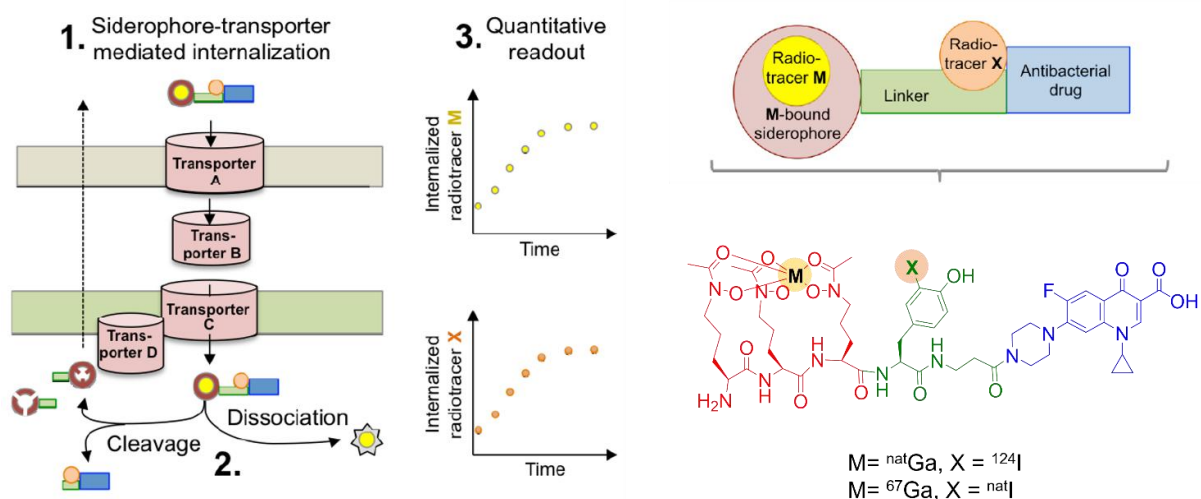 1. Siderophore-transporter
mediated internalization
Transporter
A
Trans-
porter B
Transporter
C
Trans-
porter D
Dissociation
Cleavage
2.
3. Quantitative
readout
Internalized
radiotracer M
Time
Internalized
radiotracer X
Time
Radio-
tracer M
M-bound
siderophore
Linker
Radio-
tracer X
Antibacterial
drug
O
O
O
M
N
O
N
O
O
N
X
OH
F
O
O
OH
N
N
N
O
H₂N
O
H
N
O
H
N
O
N
H
O
H
N
O
M= ⁿᵃᵗGa, X = ¹²⁴I
M= ⁶⁷Ga, X = ⁿᵃᵗI